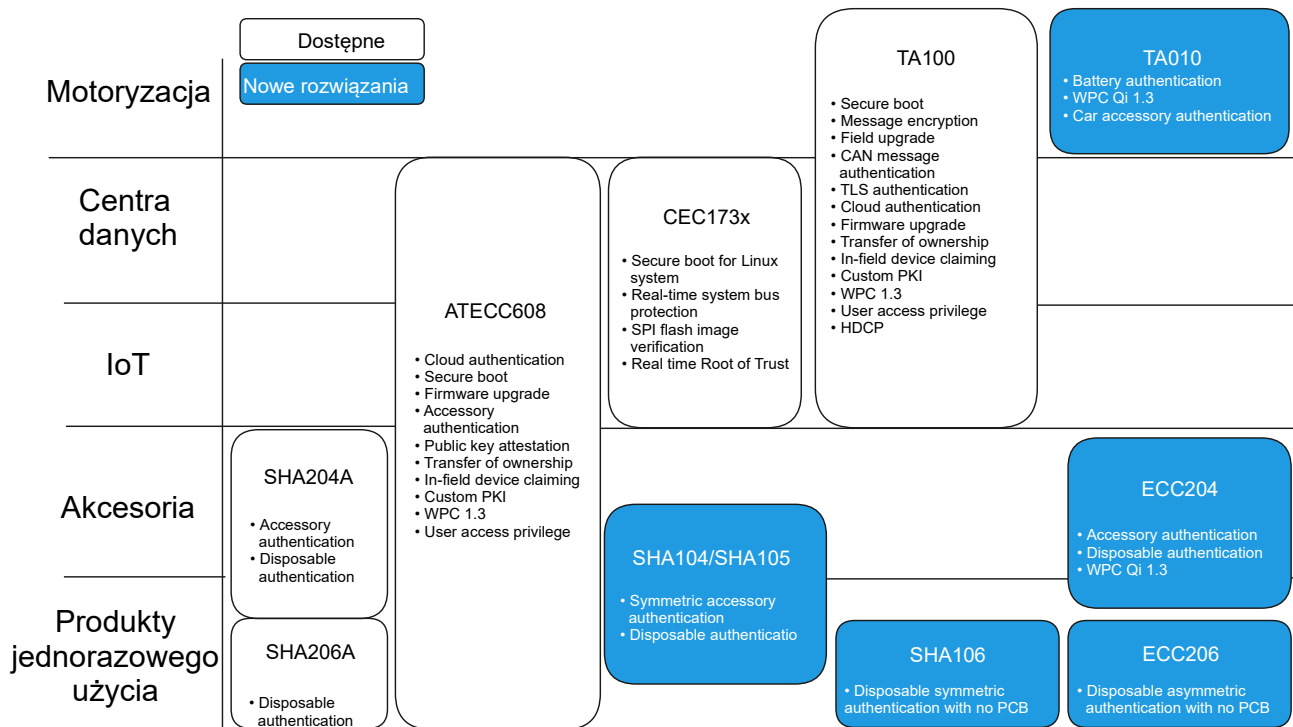 Dostępne
Nowe rozwiązania
Motoryzacja
Centra
danych
IoT
Akcesoria
Produkty
jednorazowego
użycia
SHA204A
• Accessory
authentication
• Disposable
authentication
SHA206A
• Disposable
authentication
ATECC608
• Cloud authentication
• Secure boot
• Firmware upgrade
• Accessory
authentication
• Public key attestation
• Transfer of ownership
• In-field device claiming
• Custom PKI
• WPC 1.3
• User access privilege
CEC173x
• Secure boot for Linux
system
• Real-time system bus
protection
• SPI flash image
verification
• Real time Root of Trust
SHA104/SHA105
• Symmetric accessory
authentication
• Disposable authenticatio
TA100
• Secure boot
• Message encryption
• Field upgrade
• CAN message
authentication
• TLS authentication
• Cloud authentication
• Firmware upgrade
• Transfer of ownership
• In-field device claiming
• Custom PKI
• WPC 1.3
• User access privilege
• HDCP
SHA106
• Disposable symmetric
authentication with no PCB
TA010
• Battery authentication
• WPC Qi 1.3
• Car accessory authentication
ECC204
• Accessory authentication
• Disposable authentication
• WPC Qi 1.3
ECC206
• Disposable asymmetric
authentication with no PCB